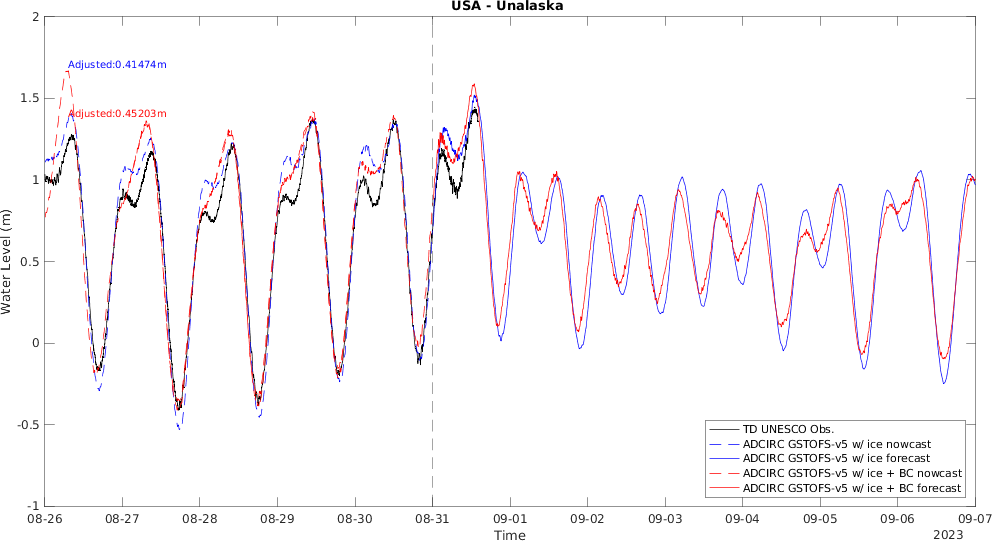 USA - Unalaska
2
1.5
1
0.5
0
-0.5
-1
Water Level (m)
Adjusted:0.41474m
Adjusted:0.45203m
TD UNESCO Obs.
ADCIRC GSTOFS-v5 w/ ice nowcast
ADCIRC GSTOFS-v5 w/ ice forecast
ADCIRC GSTOFS-v5 w/ ice + BC nowcast
ADCIRC GSTOFS-v5 w/ ice + BC forecast
08-26 08-27 08-28 08-29 08-30 08-31 09-01 09-02 09-03 09-04 09-05 09-06 09-07
Time
2023